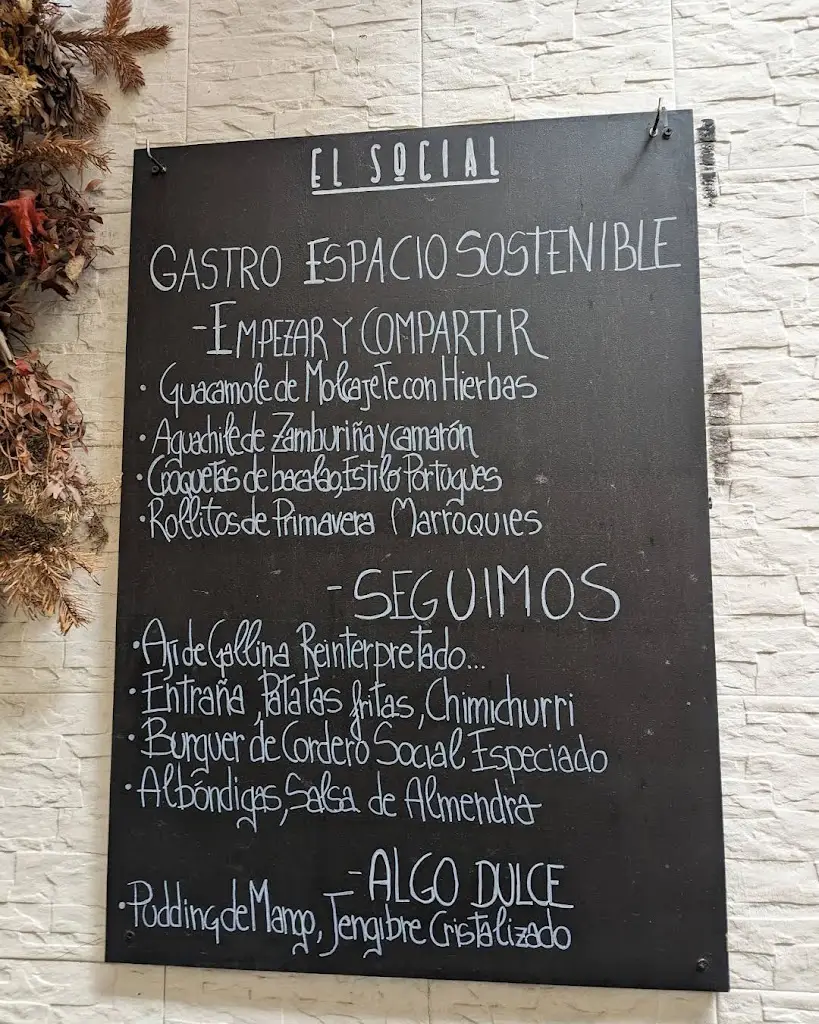 EL SOCIAL
GASTRO ESPACIO SOSTENIBLE
- EMPEZAR Y COMPARTIR
• Guacamole de Molcajete con Hierbas
• Aguachile de Zamburiña y camarón
• Croquetas de bacalao, Estilo Portogues
• Rollitos de Primavera Marroquies
- SEGUIMOS
• Aji de Gallina Reinterpretado...
• Entraña, Patatas fritas, Chimichurri
• Burguer de Cordero Social Especiado
• Albóndigas, Salsa de Almendra
- ALGO DULCE
• Pudding de Mango, Jengibre Cristalizado